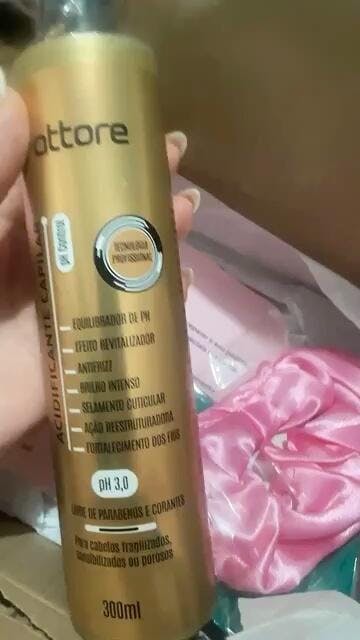 ottore
ACIDIFICANTE CAPILAR
pH Control
TECNOLOGIA
PROFISSIONAL
EQUILIBRADOR DE PH
EFEITO REVITALIZADOR
ANTIFRIZZ
BRILHO INTENSO
SELAMENTO CUTICULAR
AÇÃO REESTRUTURADORA
FORTALECIMENTO DOS FIOS
pH 3,0
LIVRE DE PARABENOS E CORANTES
Para cabelos fragilizados,
sensibilizados ou porosos
300ml